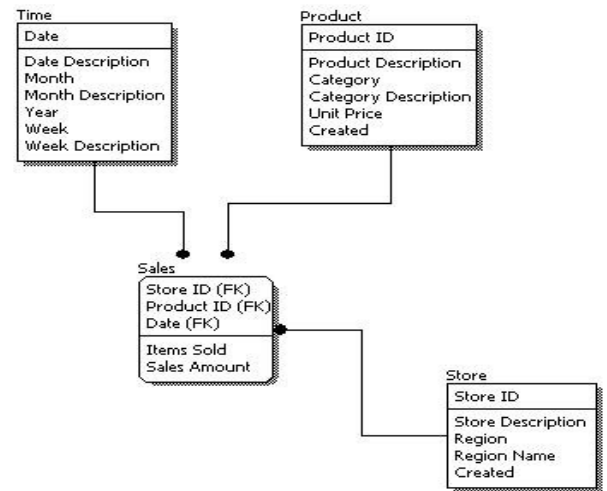 Time
Date
Date Description
Month
Month Description
Year
Week
Week Description
Product
Product ID
Product Description
Category
Category Description
Unit Price
Created
Sales
Store ID (FK)
Product ID (FK)
Date (FK)
Items Sold
Sales Amount
Store
Store ID
Store Description
Region
Region Name
Created